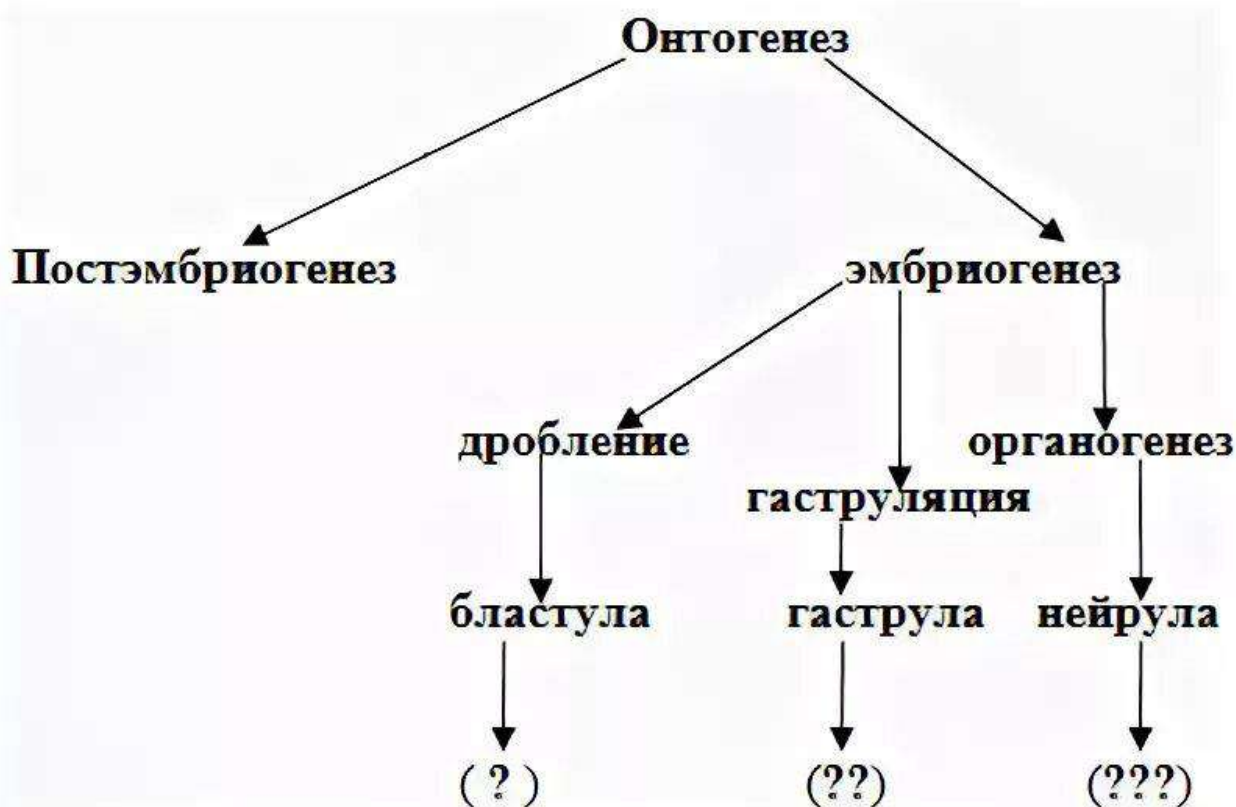 Онтогенез
Постэмбриогенез
эмбриогенез
дробление
органогенез
гаструляция
бластула
гаструла
нейрула
( ? )
(??)
(???)